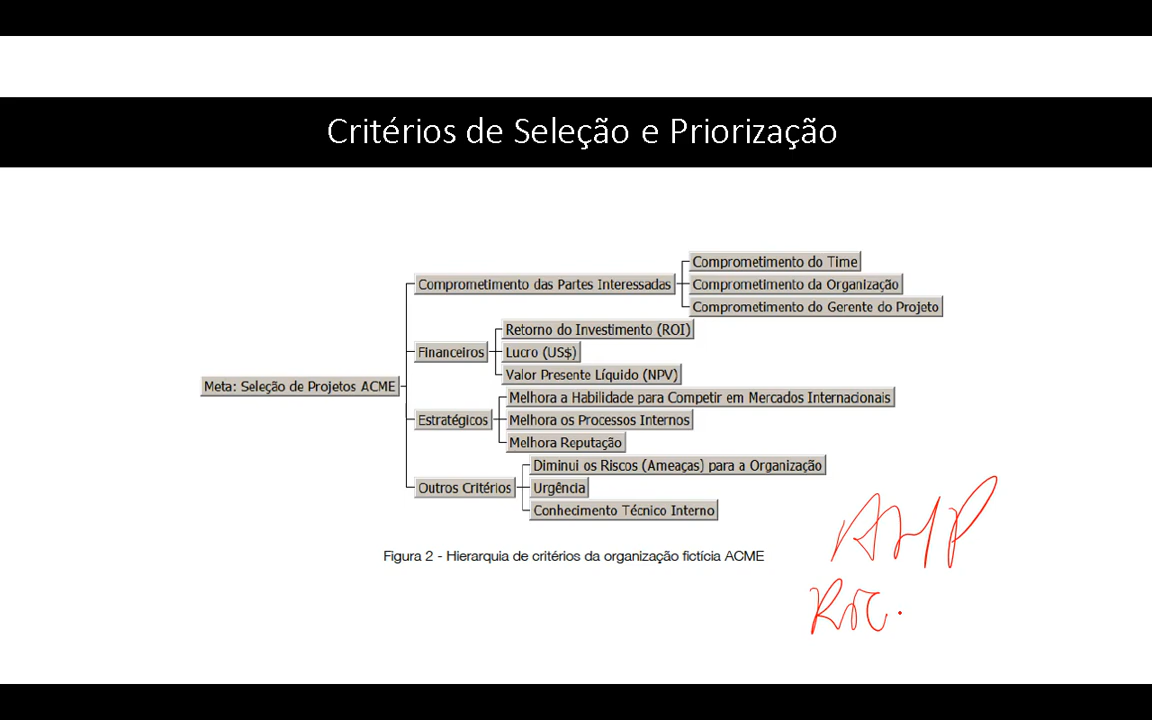 Critérios de Seleção e Priorização
Comprometimento do Time
Comprometimento das Partes Interessadas
Comprometimento da Organização
Comprometimento do Gerente do Projeto
Retorno do Investimento (ROI)
Financeiros
Lucro (US$)
Valor Presente Líquido (NPV)
Meta: Seleção de Projetos ACME
Melhora a Habilidade para Competir em Mercados Internacionais
Estratégicos
Melhora os Processos Internos
Melhora Reputação
Diminui os Riscos (Ameaças) para a Organização
Outros Critérios
Urgência
Conhecimento Técnico Interno
Figura 2 - Hierarquia de critérios da organização fictícia ACME